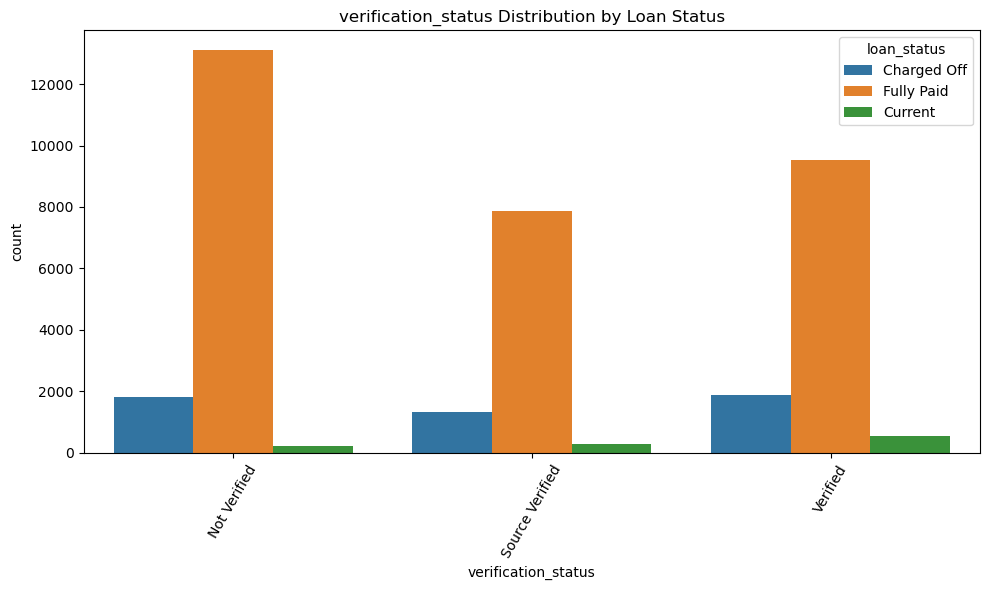 verification_status Distribution by Loan Status
loan_status
Charged Off
Fully Paid
Current
count
12000
10000
8000
6000
4000
2000
0
Not Verified
Source Verified
Verified
verification_status